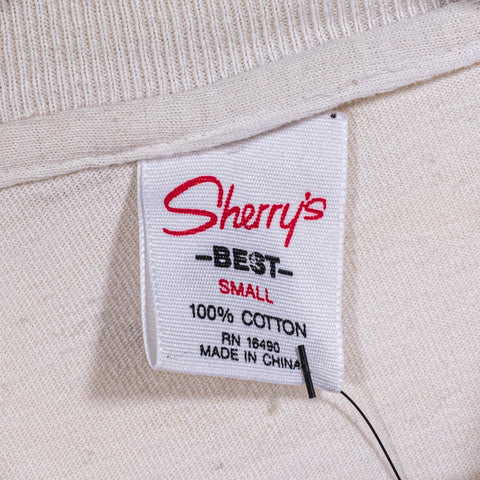 Sherry's
-BEST-
SMALL
100% COTTON
RN 16490
MADE IN CHINA